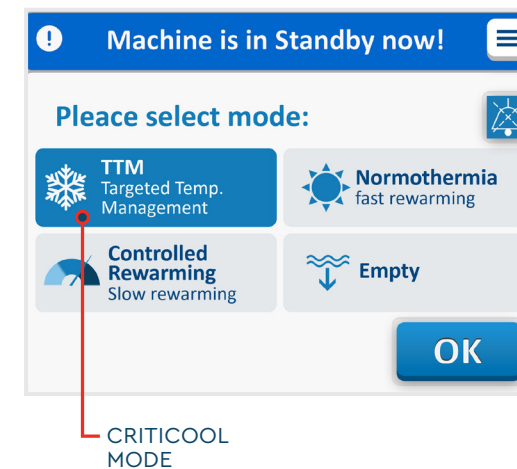 Machine is in Standby now!
Pleace select mode:
TTM
Targeted Temp.
Management
Normothermia
fast rewarming
Controlled
Rewarming
Slow rewarming
Empty
OK
CRITICOOL
MODE